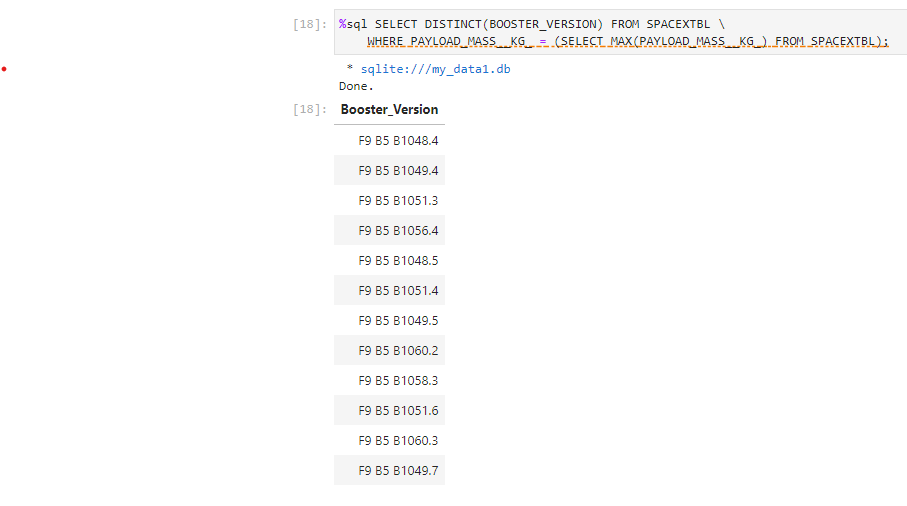 [18]: %sql SELECT DISTINCT(BOOSTER_VERSION) FROM SPACEXTBL \
WHERE PAYLOAD_MASS__KG_ = (SELECT MAX(PAYLOAD_MASS__KG_) FROM SPACEXTBL);
* sqlite:///my_data1.db
Done.
[18]: Booster_Version
F9 B5 B1048.4
F9 B5 B1049.4
F9 B5 B1051.3
F9 B5 B1056.4
F9 B5 B1048.5
F9 B5 B1051.4
F9 B5 B1049.5
F9 B5 B1060.2
F9 B5 B1058.3
F9 B5 B1051.6
F9 B5 B1060.3
F9 B5 B1049.7